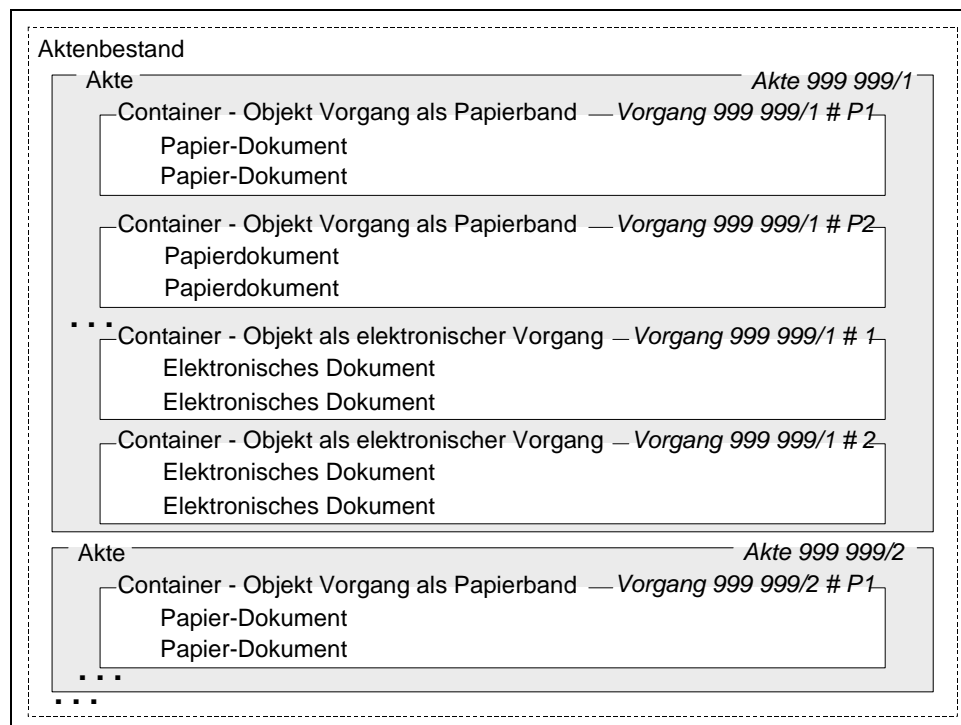 Aktenbestand
Akte Akte 999 999/1
Container - Objekt Vorgang als Papierband Vorgang 999 999/1 # P1
Papier-Dokument
Papier-Dokument
Container - Objekt Vorgang als Papierband Vorgang 999 999/1 # P2
Papierdokument
Papierdokument
. . .
Container - Objekt als elektronischer Vorgang Vorgang 999 999/1 # 1
Elektronisches Dokument
Elektronisches Dokument
Container - Objekt als elektronischer Vorgang Vorgang 999 999/1 # 2
Elektronisches Dokument
Elektronisches Dokument
Akte Akte 999 999/2
Container - Objekt Vorgang als Papierband Vorgang 999 999/2 # P1
Papier-Dokument
Papier-Dokument
. . .
. . .